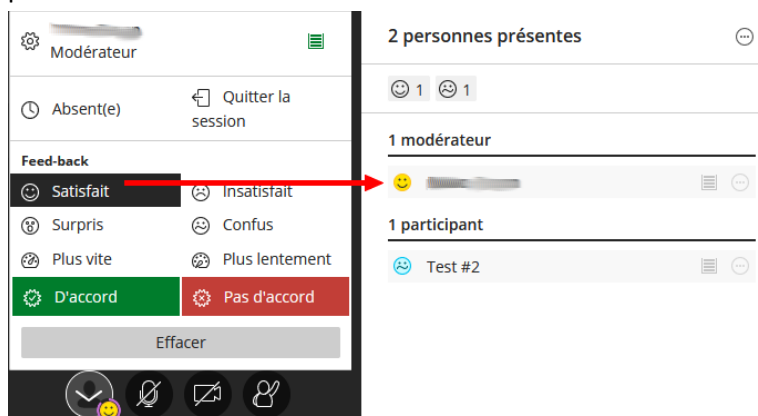 Modérateur
Absent(e)
Quitter la
session
Feed-back
Satisfait
Insatisfait
Surpris
Confus
Plus vite
Plus lentement
D'accord
Pas d'accord
Effacer
2 personnes présentes
1 1
1 modérateur
1 participant
Test #2